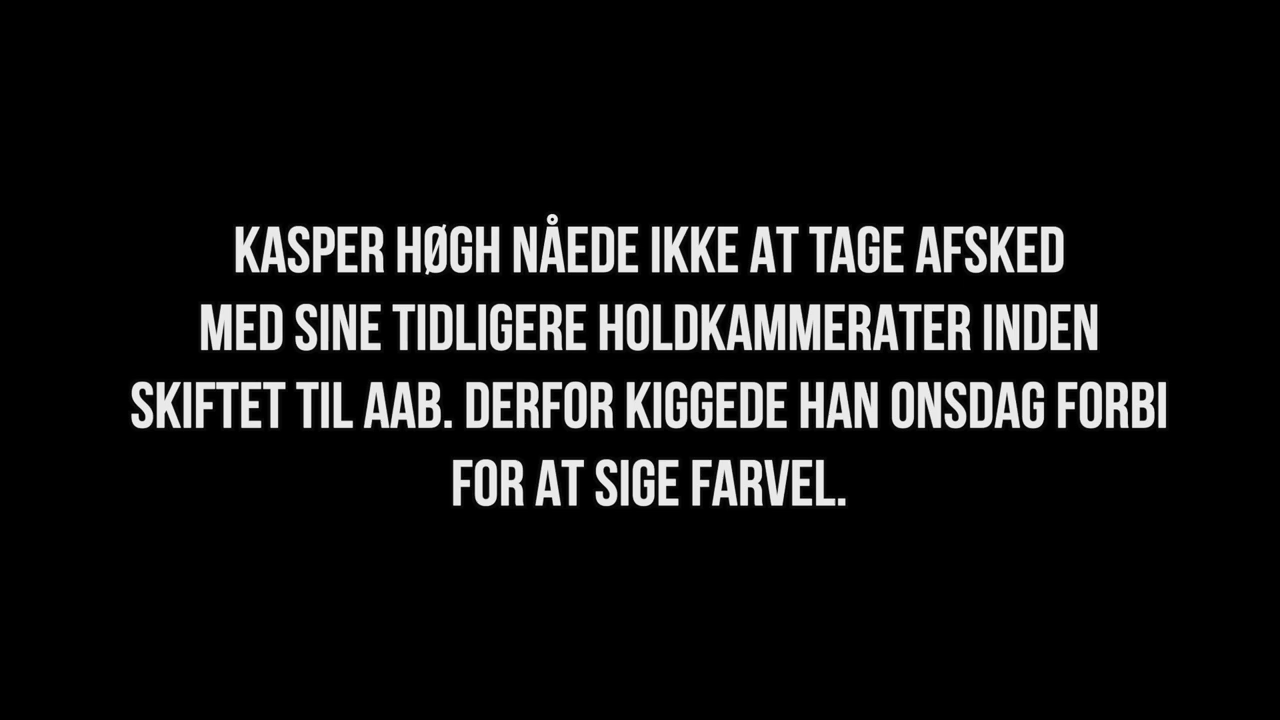 KASPER HØGH NÅEDE IKKE AT TAGE AFSKED
MED SINE TIDLIGERE HOLDKAMMERATER INDEN
SKIFTET TIL AAB. DERFOR KIGGEDE HAN ONSDAG FORBI
FOR AT SIGE FARVEL.